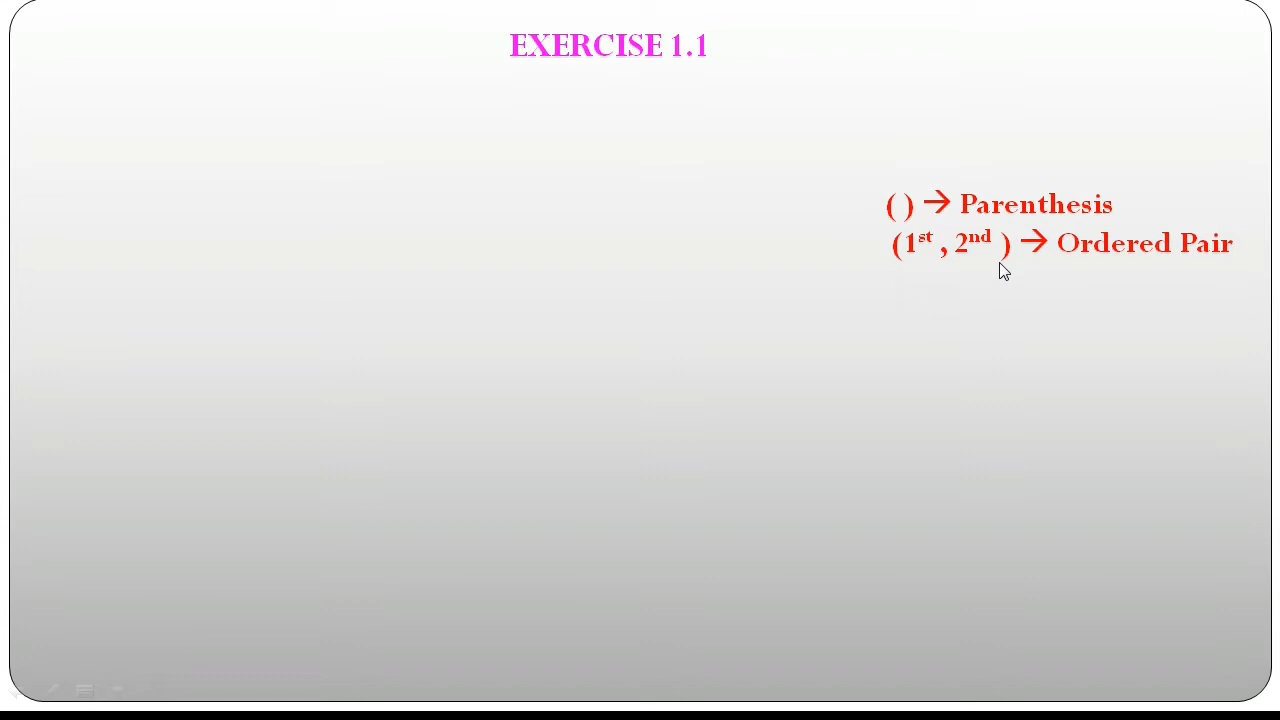 EXERCISE 1.1
( ) → Parenthesis
(1st , 2nd ) → Ordered Pair